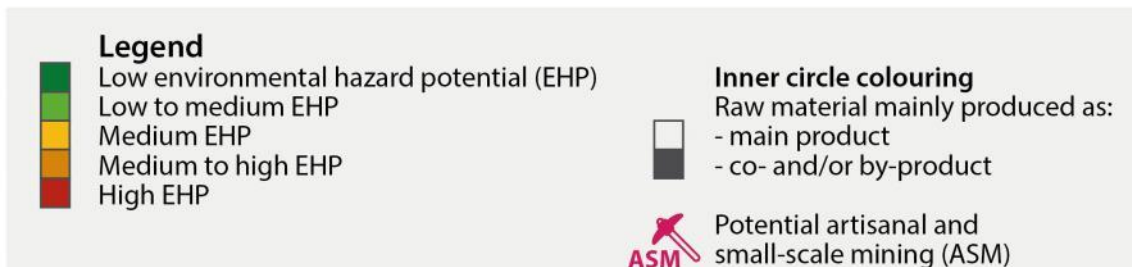 Legend
Low environmental hazard potential (EHP)
Low to medium EHP
Medium EHP
Medium to high EHP
High EHP
Inner circle colouring
Raw material mainly produced as:
- main product
- co- and/or by-product
ASM
Potential artisanal and
small-scale mining (ASM)